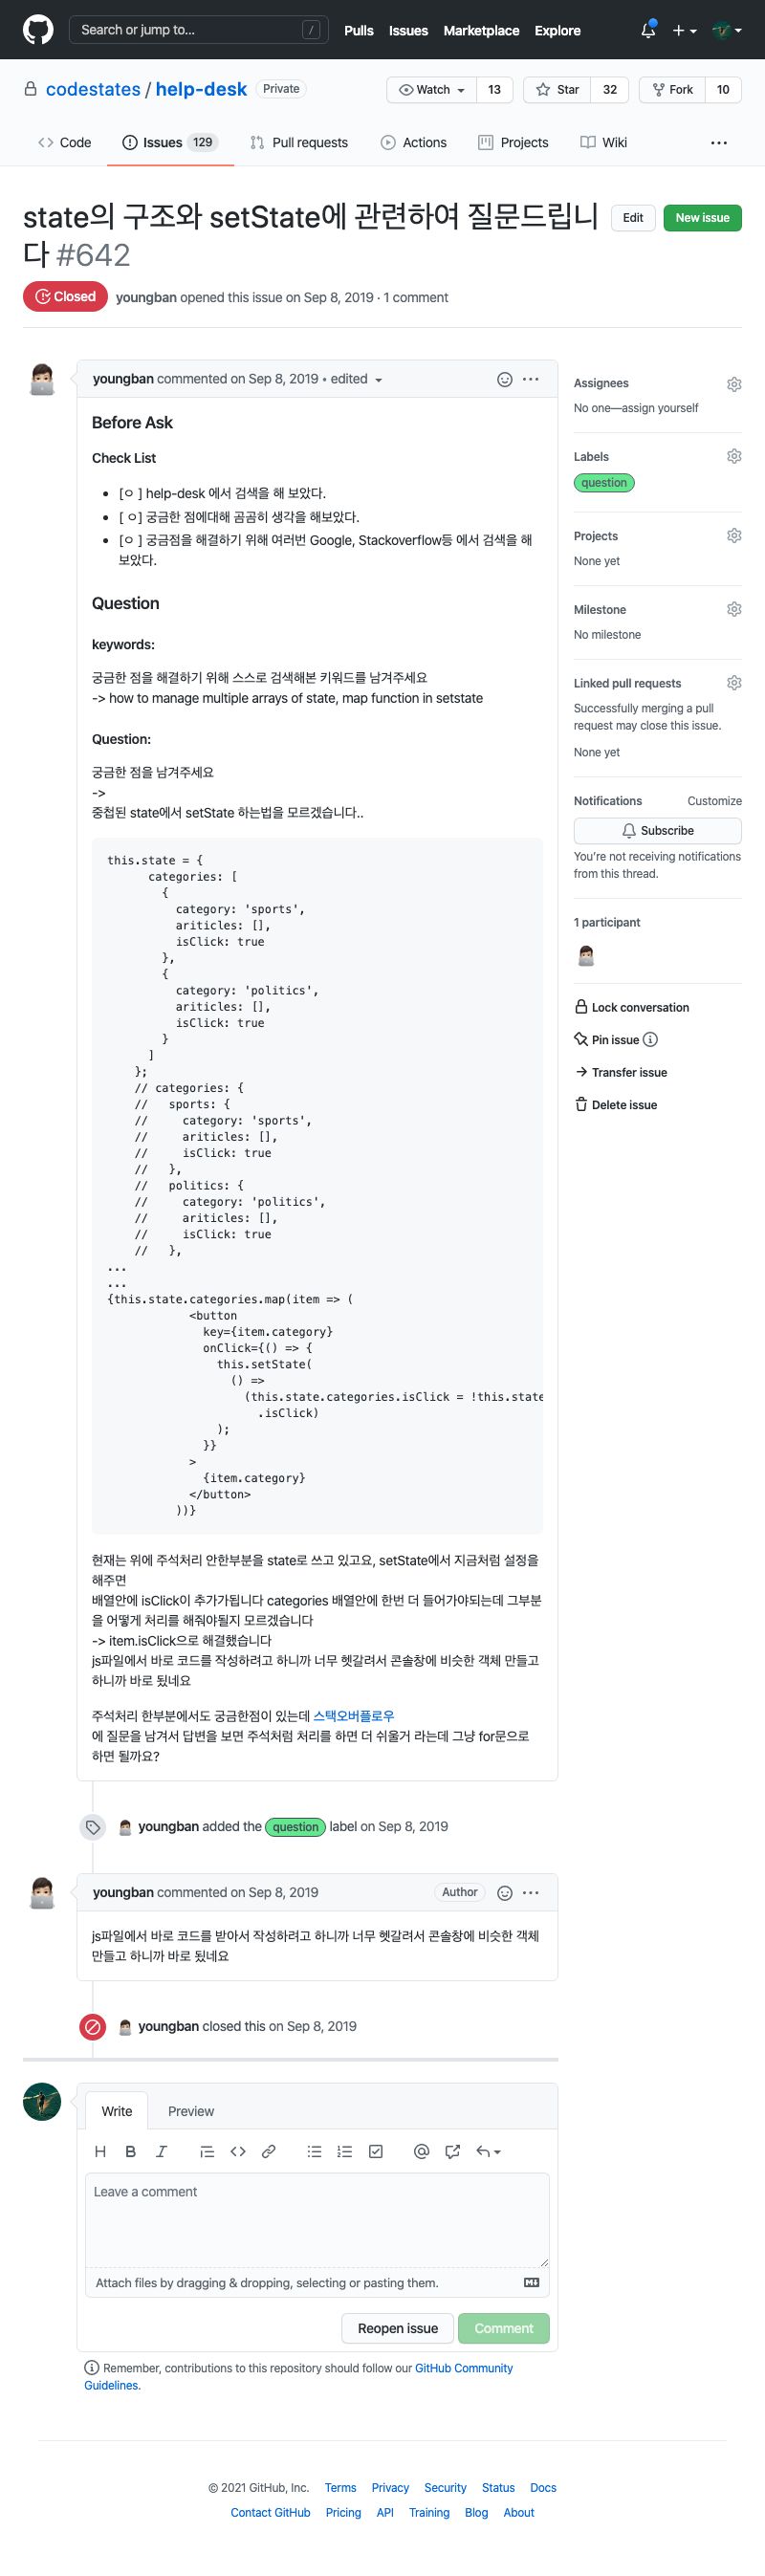 Search or jump to... /
Pulls Issues Marketplace Explore
codestates / help-desk Private
Watch 13 Star 32 Fork 10
Code Issues 129 Pull requests Actions Projects Wiki
state의 구조와 setState에 관련하여 질문드립니
다 #642
Edit New issue
Closed youngban opened this issue on Sep 8, 2019 · 1 comment
youngban commented on Sep 8, 2019 • edited
Before Ask
Check List
• [ㅇ ] help-desk 에서 검색을 해 보았다.
• [ ㅇ] 궁금한 점에대해 곰곰히 생각을 해보았다.
• [ㅇ ] 궁금점을 해결하기 위해 여러번 Google, Stackoverflow등 에서 검색을 해
보았다.
Question
keywords:
궁금한 점을 해결하기 위해 스스로 검색해본 키워드를 남겨주세요
-> how to manage multiple arrays of state, map function in setstate
Question:
궁금한 점을 남겨주세요
->
중첩된 state에서 setState 하는법을 모르겠습니다..
this.state = {
categories: [
{
category: 'sports',
ariticles: [],
isClick: true
},
{
category: 'politics',
ariticles: [],
isClick: true
}
]
};
// categories: {
//   sports: {
//     category: 'sports',
//     ariticles: [],
//     isClick: true
//   },
//   politics: {
//     category: 'politics',
//     ariticles: [],
//     isClick: true
//   },
...
...
{this.state.categories.map(item => (
<button
key={item.category}
onClick={() => {
this.setState(
() =>
(this.state.categories.isClick = !this.state
.isClick)
);
}}
>
{item.category}
</button>
))}
현재는 위에 주석처리 안한부분을 state로 쓰고 있고요, setState에서 지금처럼 설정을
해주면
배열안에 isClick이 추가가됩니다 categories 배열안에 한번 더 들어가야되는데 그부분
을 어떻게 처리를 해줘야될지 모르겠습니다
-> item.isClick으로 해결했습니다
js파일에서 바로 코드를 작성하려고 하니까 너무 헷갈려서 콘솔창에 비슷한 객체 만들고
하니까 바로 됬네요
주석처리 한부분에서도 궁금한점이 있는데 스택오버플로우
에 질문을 남겨서 답변을 보면 주석처럼 처리를 하면 더 쉬울거 라는데 그냥 for문으로
하면 될까요?
youngban added the question label on Sep 8, 2019
youngban commented on Sep 8, 2019 Author
js파일에서 바로 코드를 받아서 작성하려고 하니까 너무 헷갈려서 콘솔창에 비슷한 객체
만들고 하니까 바로 됬네요
youngban closed this on Sep 8, 2019
Write Preview
Leave a comment
Attach files by dragging & dropping, selecting or pasting them.
Reopen issue Comment
Remember, contributions to this repository should follow our GitHub Community
Guidelines.
Assignees
No one—assign yourself
Labels
question
Projects
None yet
Milestone
No milestone
Linked pull requests
Successfully merging a pull
request may close this issue.
None yet
Notifications Customize
Subscribe
You're not receiving notifications
from this thread.
1 participant
Lock conversation
Pin issue
Transfer issue
Delete issue
© 2021 GitHub, Inc. Terms Privacy Security Status Docs
Contact GitHub Pricing API Training Blog About